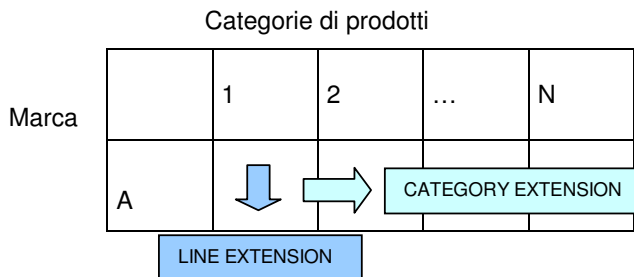 Categorie di prodotti
Marca
1 2 … N
A
CATEGORY EXTENSION
LINE EXTENSION